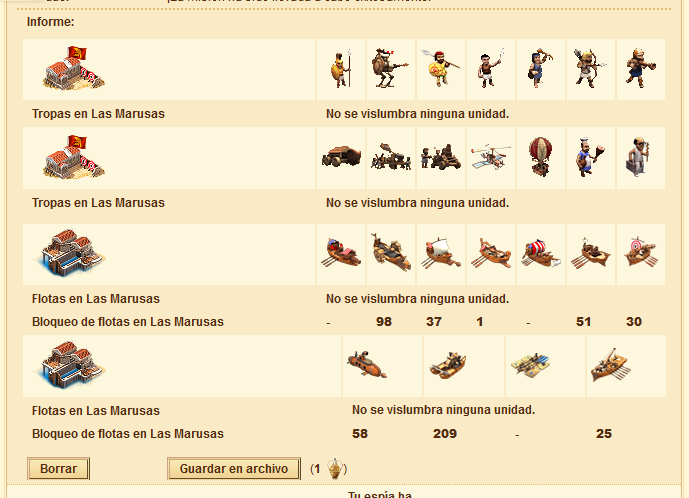 Informe:
Tropas en Las Marusas No se vislumbra ninguna unidad.
Tropas en Las Marusas No se vislumbra ninguna unidad.
Flotas en Las Marusas No se vislumbra ninguna unidad.
Bloqueo de flotas en Las Marusas - 98 37 1 - 51 30
Flotas en Las Marusas No se vislumbra ninguna unidad.
Bloqueo de flotas en Las Marusas 58 209 - 25
Borrar Guardar en archivo (1 )
Tu espía ha